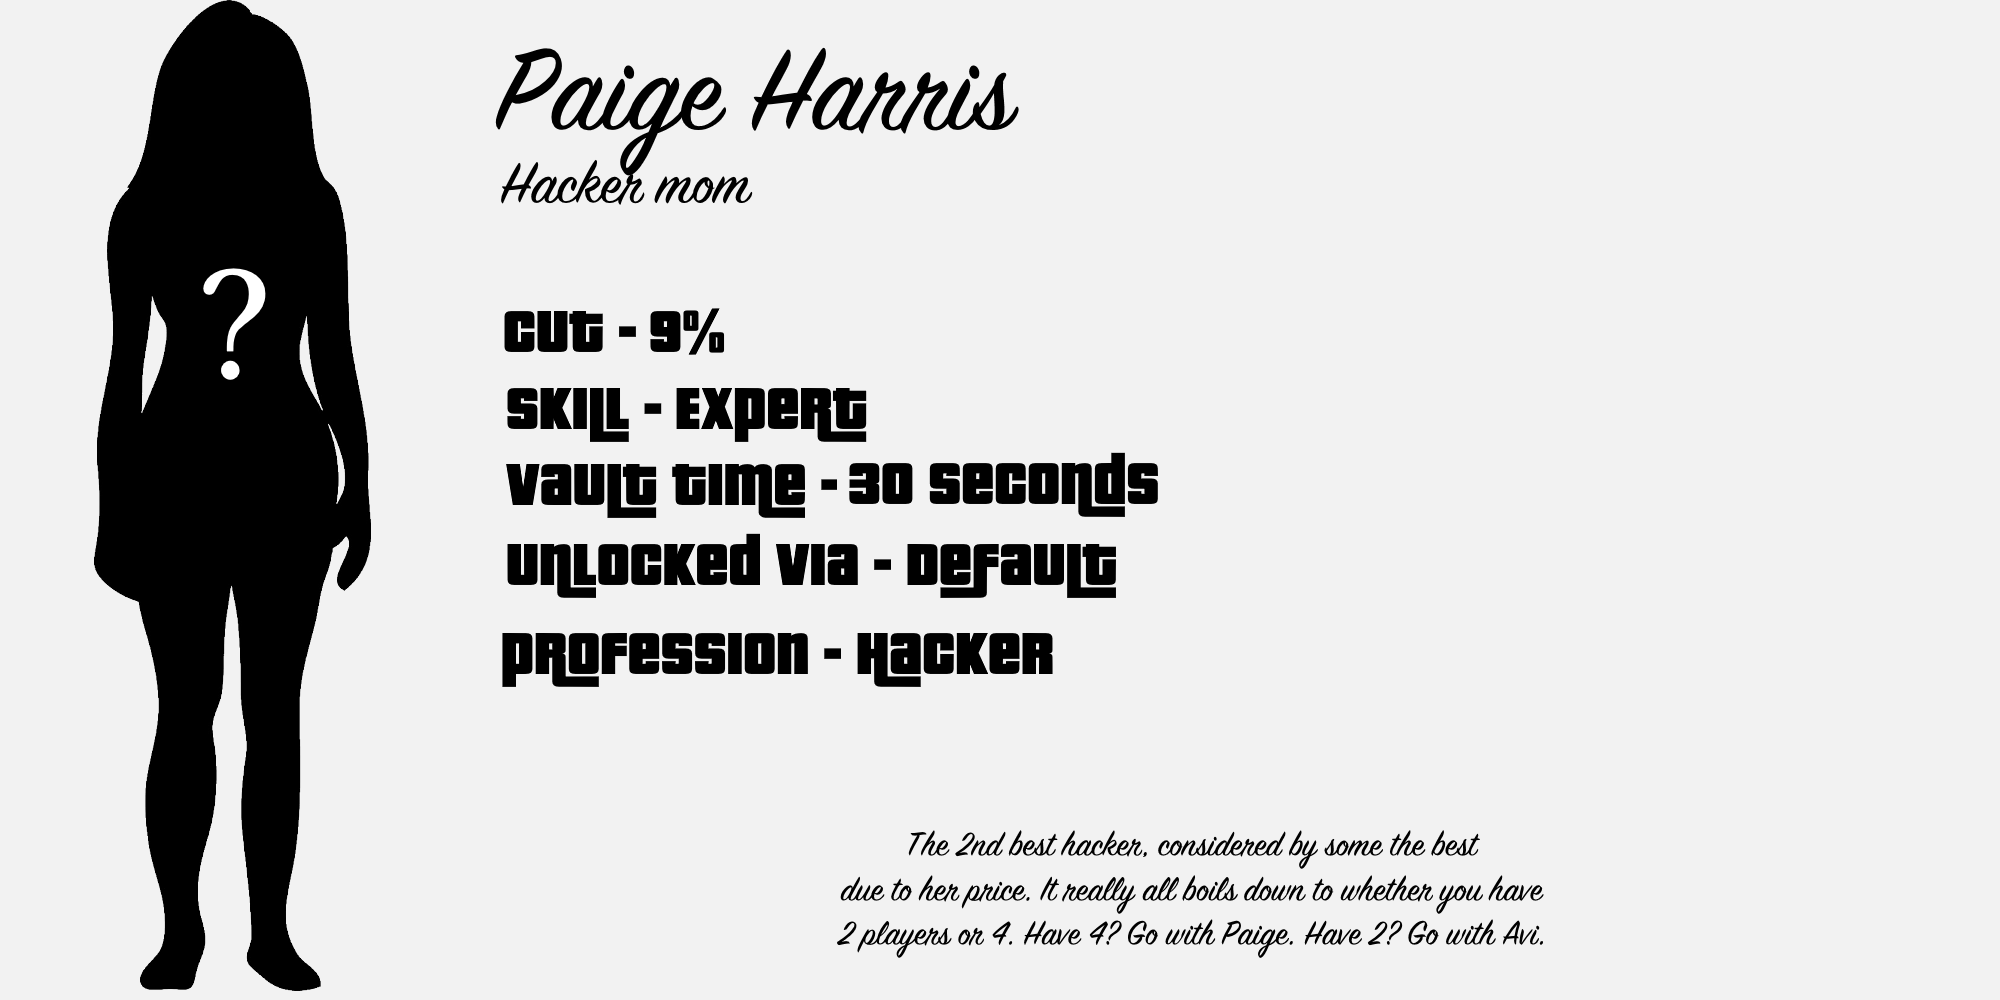 Paige Harris
Hacker mom
?
Cut - 9%
Skill - Expert
Vault time - 30 seconds
Unlocked via - Default
Profession - Hacker
The 2nd best hacker, considered by some the best
due to her price. It really all boils down to whether you have
2 players or 4. Have 4? Go with Paige. Have 2? Go with Avi.